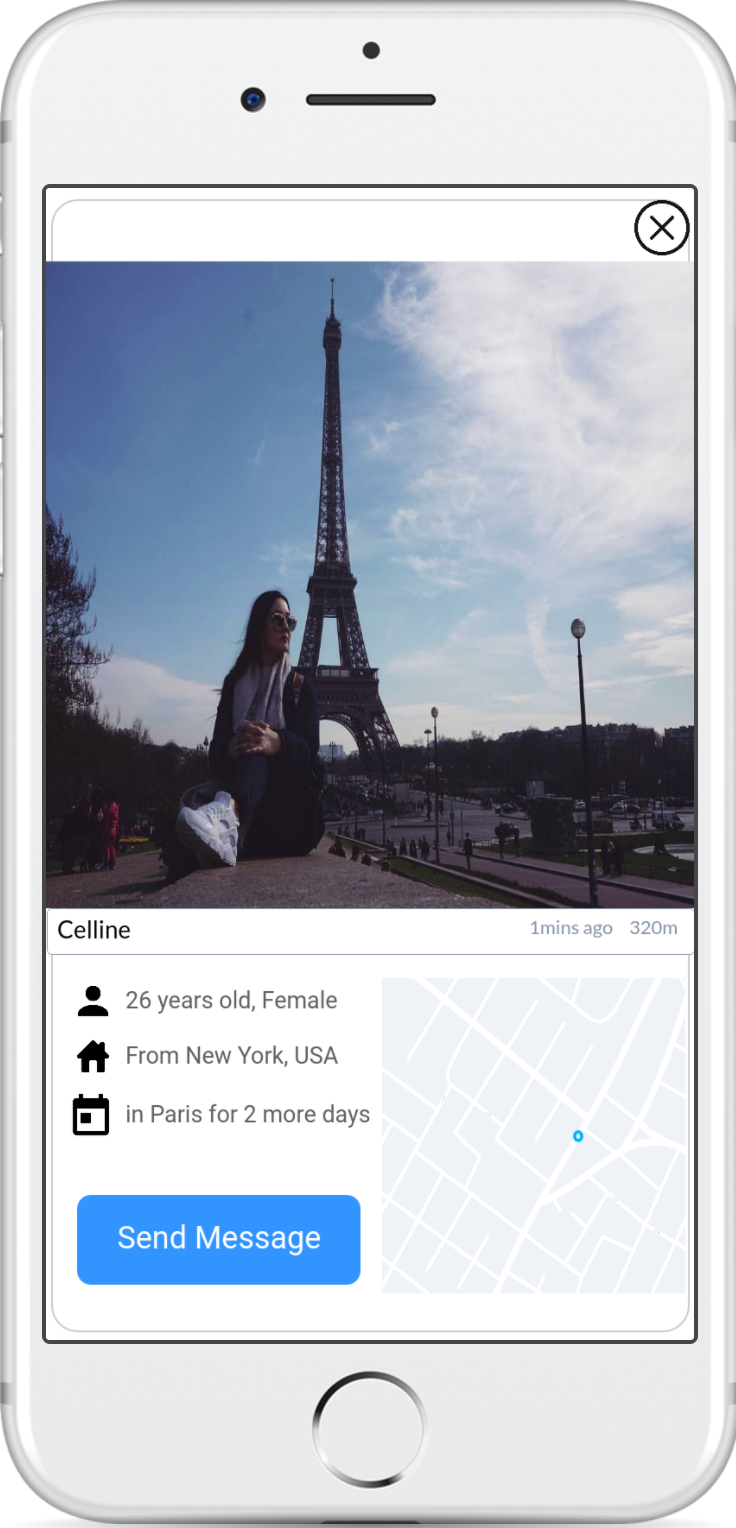 Celline
1mins ago 320m
26 years old, Female
From New York, USA
in Paris for 2 more days
Send Message